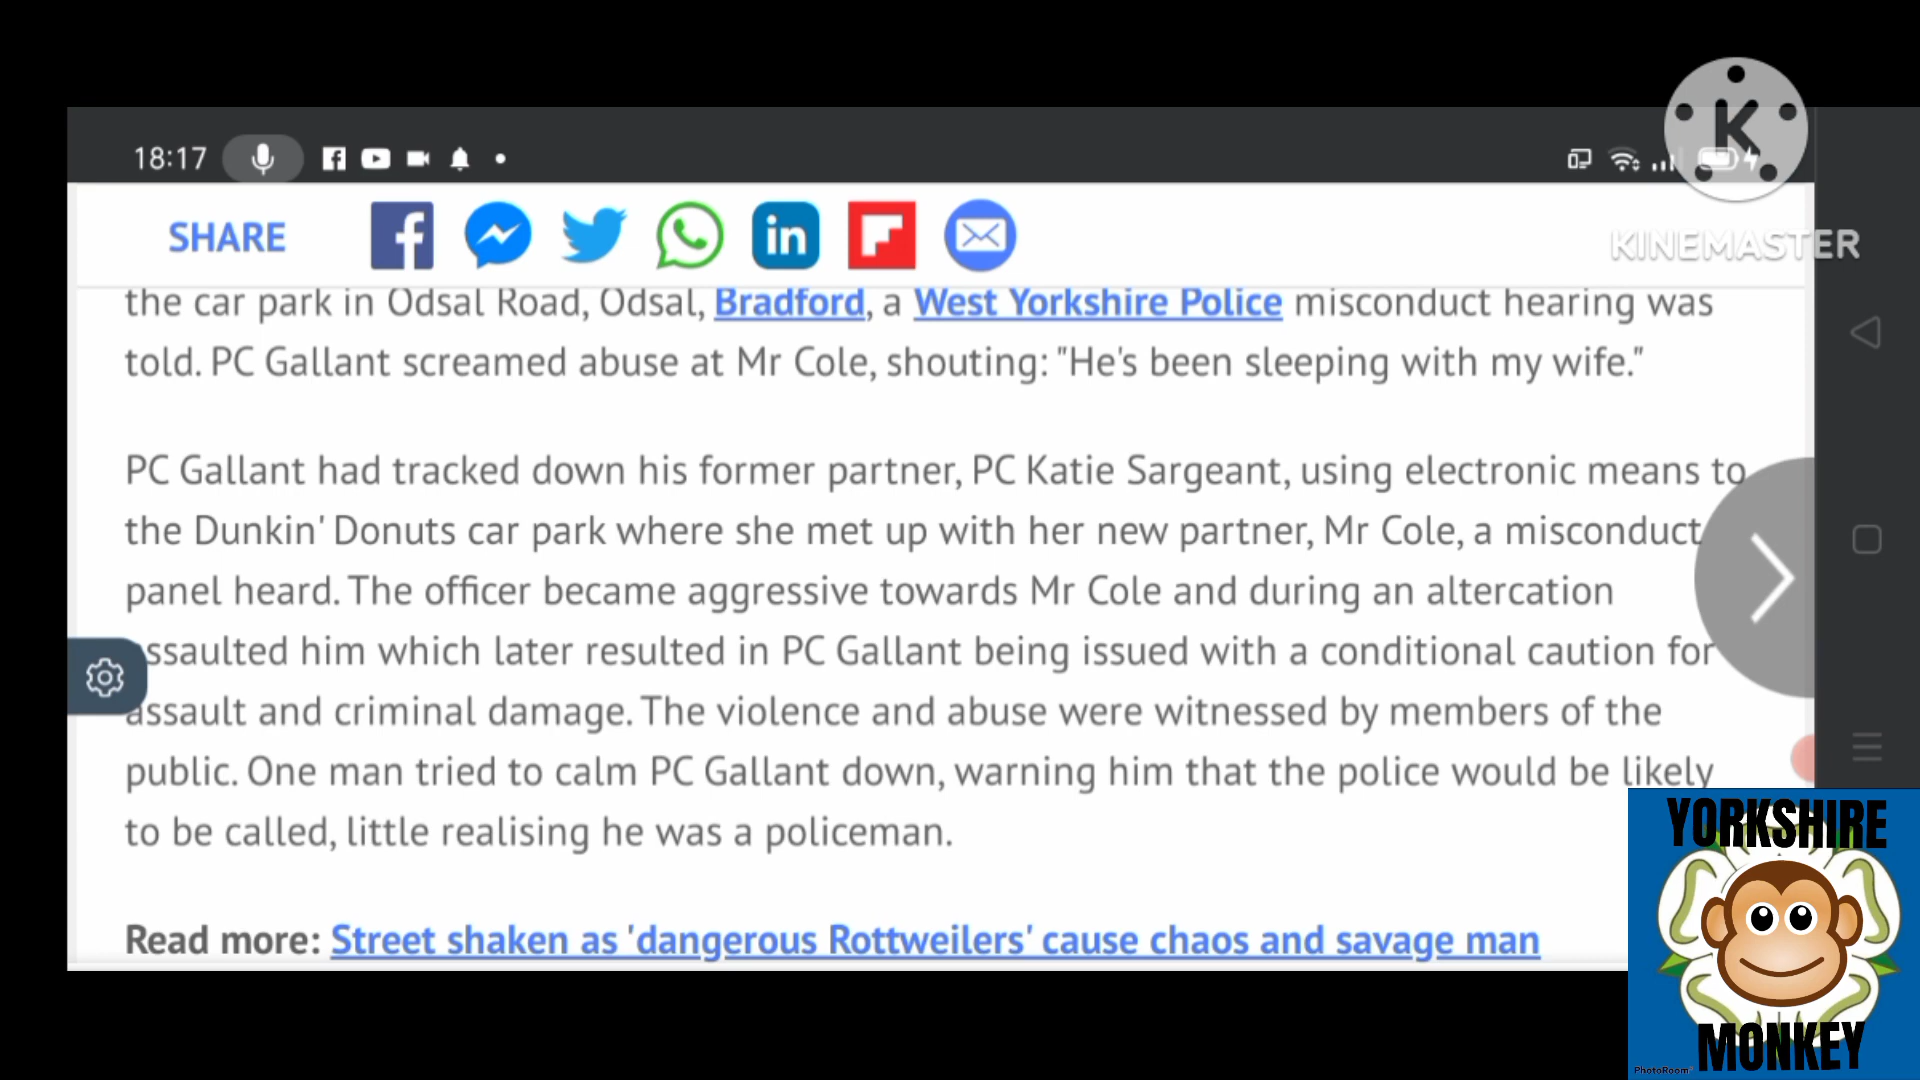 18:17
KINEMASTER
SHARE
the car park in Odsal Road, Odsal, Bradford, a West Yorkshire Police misconduct hearing was
told. PC Gallant screamed abuse at Mr Cole, shouting: "He's been sleeping with my wife."
PC Gallant had tracked down his former partner, PC Katie Sargeant, using electronic means to
the Dunkin' Donuts car park where she met up with her new partner, Mr Cole, a misconduct
panel heard. The officer became aggressive towards Mr Cole and during an altercation
assaulted him which later resulted in PC Gallant being issued with a conditional caution for
assault and criminal damage. The violence and abuse were witnessed by members of the
public. One man tried to calm PC Gallant down, warning him that the police would be likely
to be called, little realising he was a policeman.
Read more: Street shaken as 'dangerous Rottweilers' cause chaos and savage man
YORKSHIRE
MONKEY
PhotoRoom